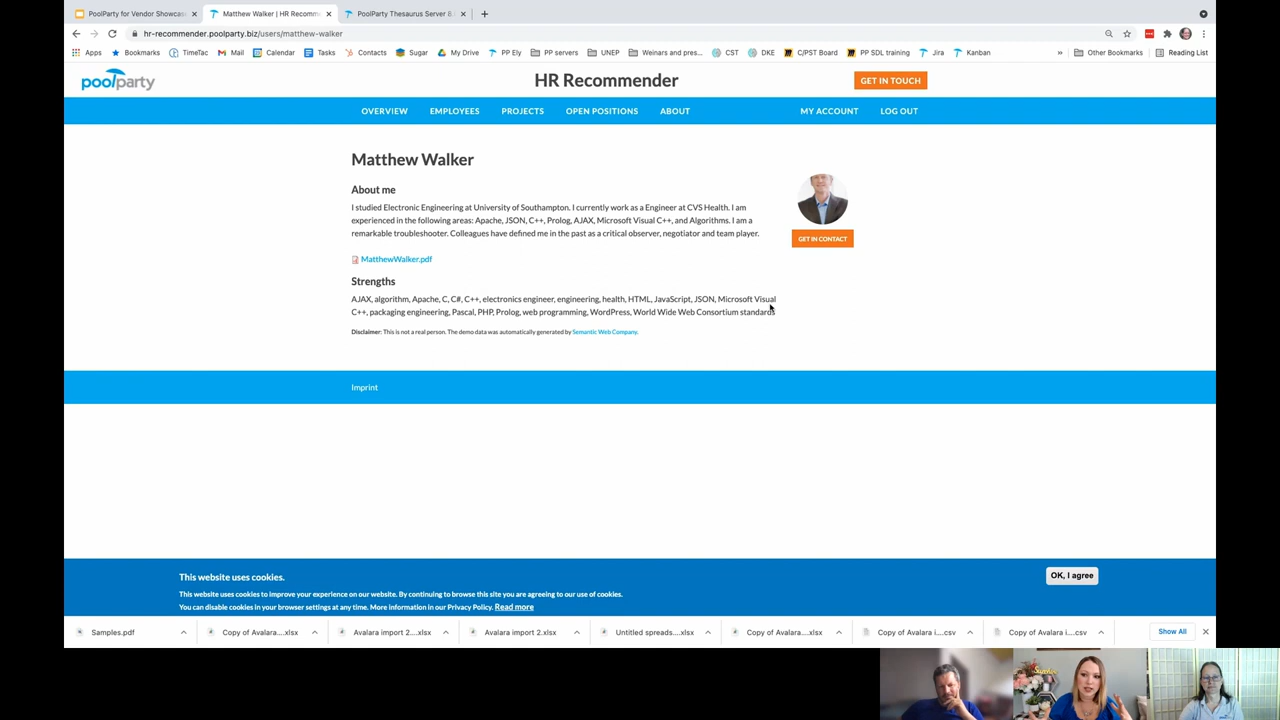 PoolParty for Vendor Showcas
Matthew Walker | HR Recomme
PoolParty Thesaurus Server 8.
hr-recommender.poolparty.biz/users/matthew-walker
Apps
Bookmarks
TimeTac
Mail
Calendar
Tasks
Contacts
Sugar
My Drive
PP Ely
PP servers
UNEP
Weinars and pres...
CST
DKE
C/PST Board
PP SDL training
Jira
Kanban
»
Other Bookmarks
Reading List
poolparty
HR Recommender
GET IN TOUCH
OVERVIEW
EMPLOYEES
PROJECTS
OPEN POSITIONS
ABOUT
MY ACCOUNT
LOG OUT
Matthew Walker
About me
I studied Electronic Engineering at University of Southampton. I currently work as a Engineer at CVS Health. I am
experienced in the following areas: Apache, JSON, C++, Prolog, AJAX, Microsoft Visual C++, and Algorithms. I am a
remarkable troubleshooter. Colleagues have defined me in the past as a critical observer, negotiator and team player.
GET IN CONTACT
MatthewWalker.pdf
Strengths
AJAX, algorithm, Apache, C, C#, C++, electronics engineer, engineering, health, HTML, JavaScript, JSON, Microsoft Visual
C++, packaging engineering, Pascal, PHP, Prolog, web programming, WordPress, World Wide Web Consortium standards
Disclaimer: This is not a real person. The demo data was automatically generated by Semantic Web Company.
Imprint
This website uses cookies.
This website uses cookies to improve your experience on our website. By continuing to browse this site you are agreeing to our use of cookies.
You can disable cookies in your browser settings at any time. More information in our Privacy Policy. Read more
OK, I agree
Samples.pdf
Copy of Avalara....xlsx
Avalara import 2....xlsx
Avalara import 2.xlsx
Untitled spreads....xlsx
Copy of Avalara....xlsx
Copy of Avalara i....csv
Copy of Avalara i....csv
Show All